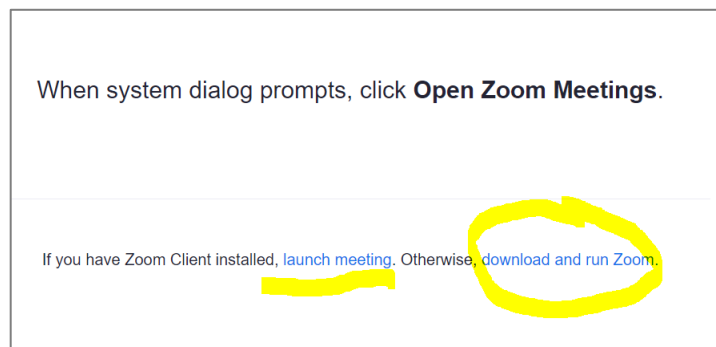 When system dialog prompts, click Open Zoom Meetings.
If you have Zoom Client installed, launch meeting. Otherwise, download and run Zoom.